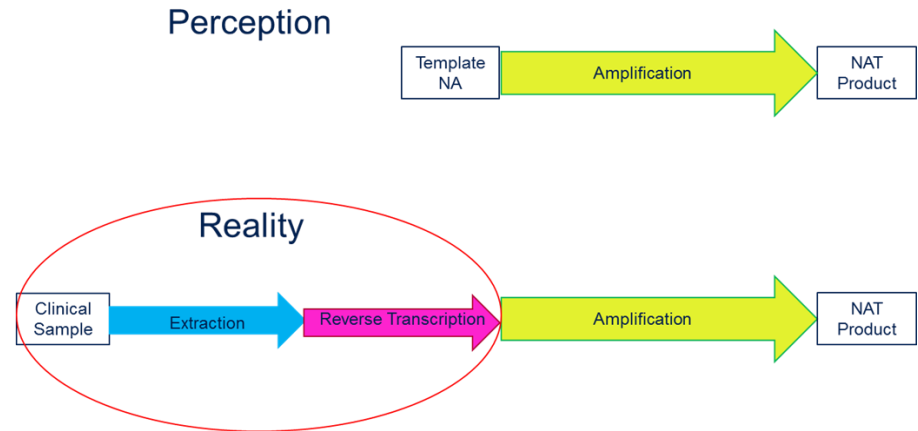 Perception
Template
NA
Amplification
NAT
Product
Reality
Clinical
Sample
Extraction
Reverse Transcription
Amplification
NAT
Product